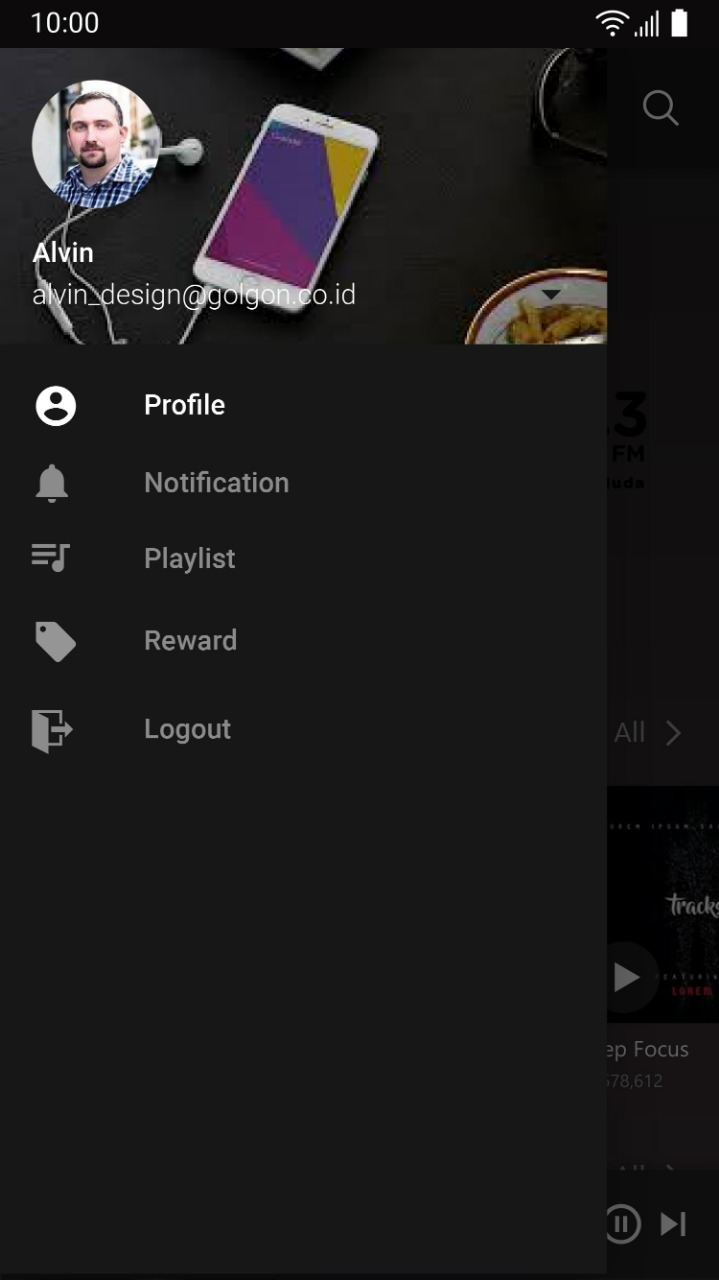 10:00
Alvin
alvin_design@golgon.co.id
Profile
.3
FM
Notification
uda
Playlist
Reward
Logout
All
Tracks
LOREM
ep Focus
578,612
All